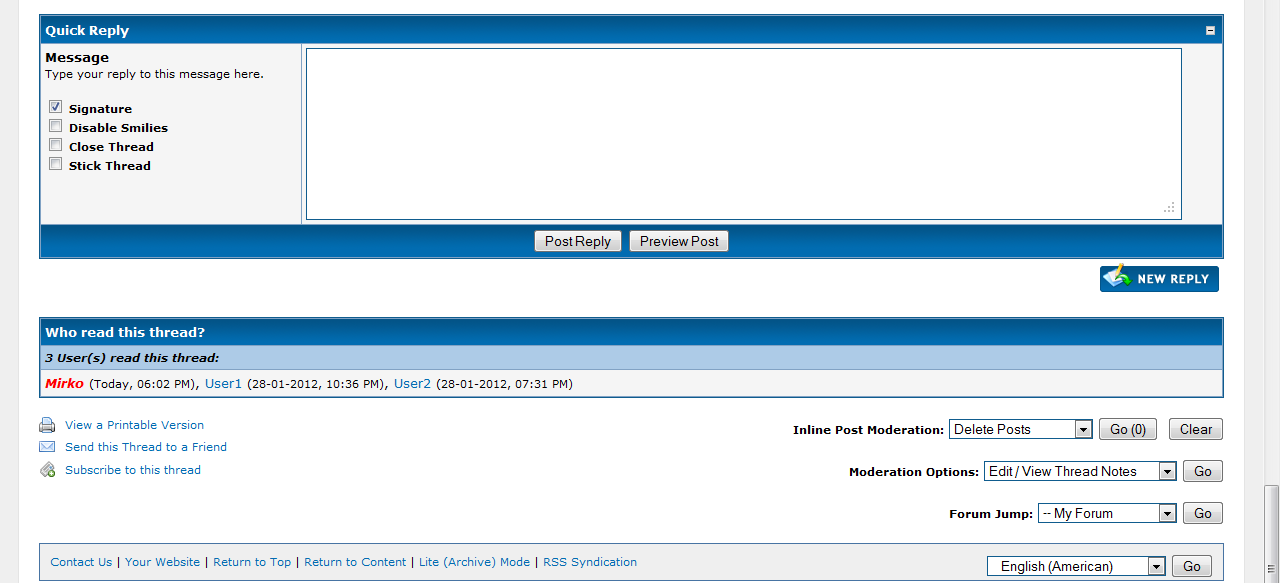 Quick Reply
Message
Type your reply to this message here.
Signature
Disable Smilies
Close Thread
Stick Thread
Post Reply Preview Post
NEW REPLY
Who read this thread?
3 User(s) read this thread:
Mirko (Today, 06:02 PM), User1 (28-01-2012, 10:36 PM), User2 (28-01-2012, 07:31 PM)
View a Printable Version
Send this Thread to a Friend
Subscribe to this thread
Inline Post Moderation: Delete Posts Go (0) Clear
Moderation Options: Edit / View Thread Notes Go
Forum Jump: -- My Forum Go
Contact Us | Your Website | Return to Top | Return to Content | Lite (Archive) Mode | RSS Syndication
English (American) Go